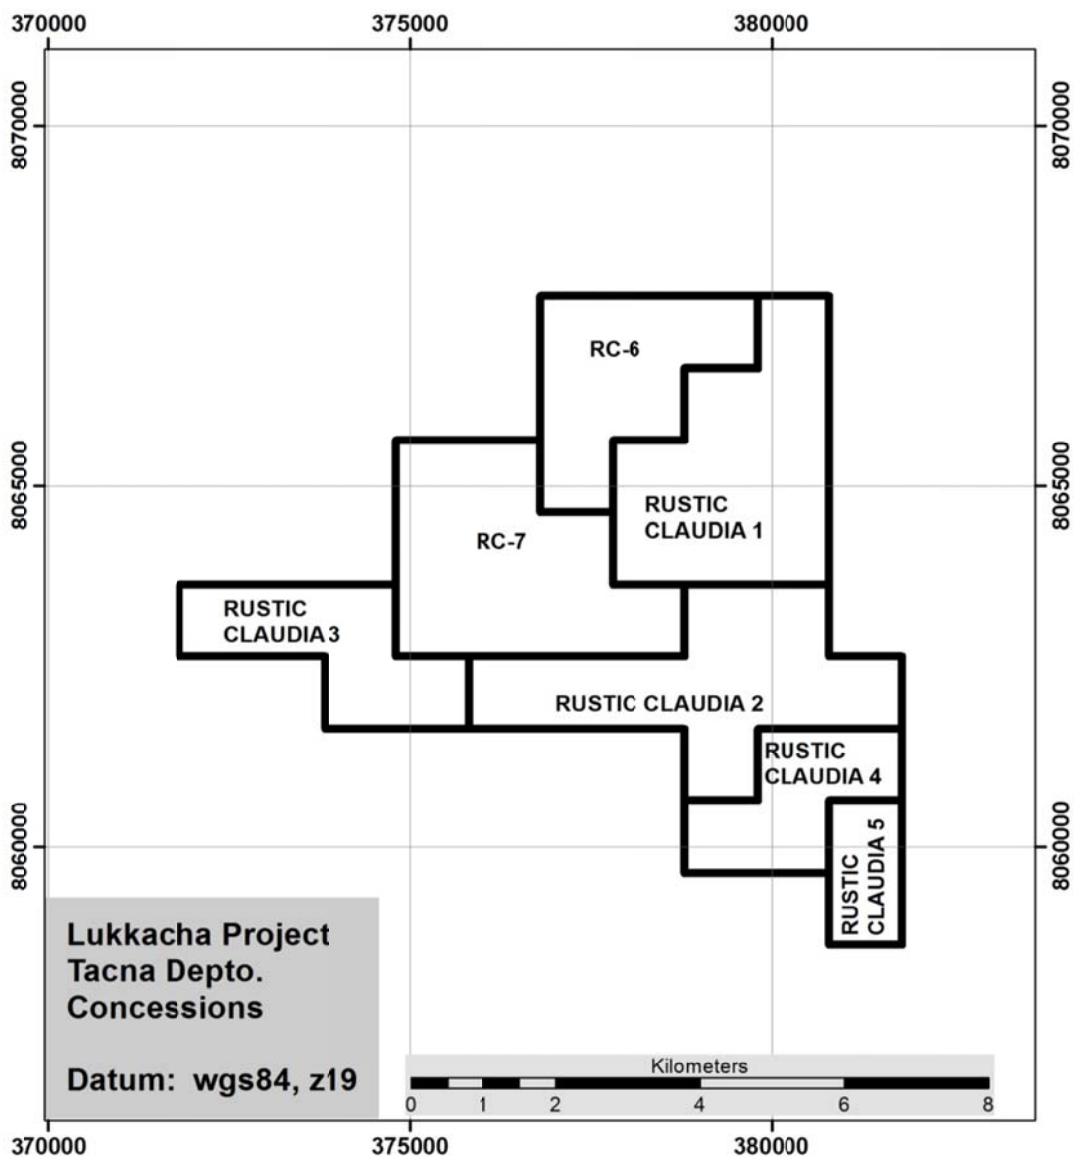 370000 375000 380000
8070000 8070000
RC-6
8065000 8065000
RUSTIC
CLAUDIA 1
RC-7
RUSTIC
CLAUDIA 3
RUSTIC CLAUDIA 2
RUSTIC
CLAUDIA 4
8060000 8060000
RUSTIC
CLAUDIA 5
Lukkacha Project
Tacna Depto.
Concessions
Datum: wgs84, z19
Kilometers
0 1 2 4 6 8
370000 375000 380000